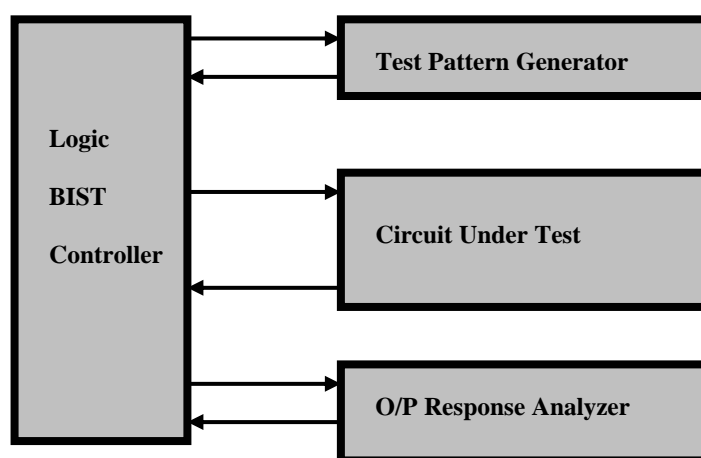 Test Pattern Generator
Logic
BIST
Controller
Circuit Under Test
O/P Response Analyzer